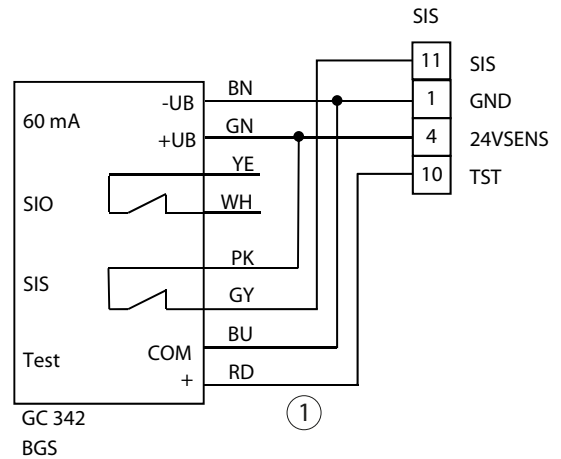 SIS
11 SIS
BN
-UB
1 GND
60 mA
GN
+UB
4 24VSENS
YE
10 TST
SIO
WH
PK
SIS
GY
BU
COM
Test
RD
+
1
GC 342
BGS